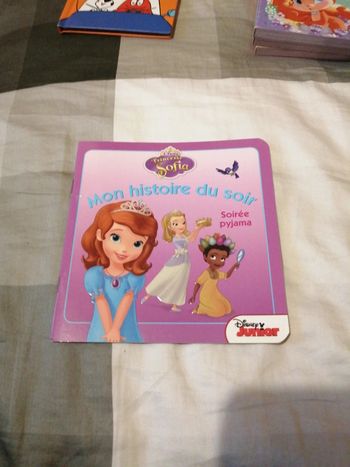 Princesse
Sofia
Mon histoire du soir
Soirée
pyjama
Disney
Junior